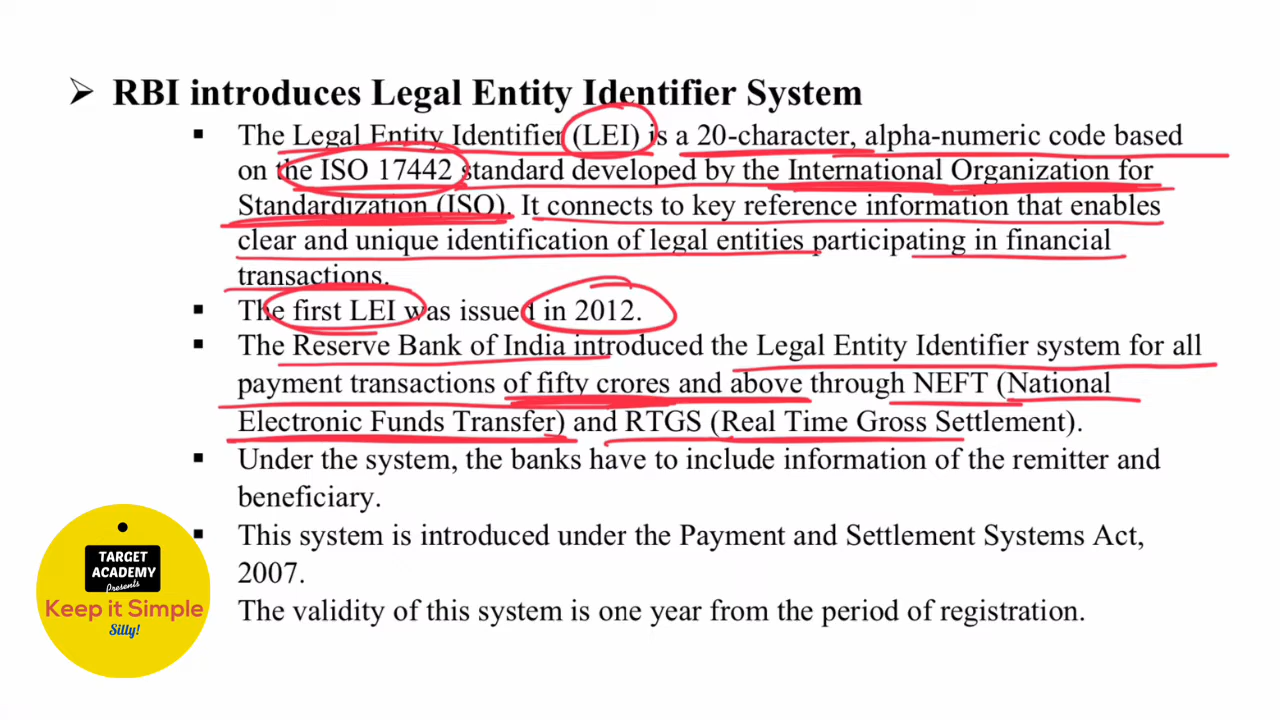 RBI introduces Legal Entity Identifier System
The Legal Entity Identifier (LEI) is a 20-character, alpha-numeric code based
on the ISO 17442 standard developed by the International Organization for
Standardization (ISO). It connects to key reference information that enables
clear and unique identification of legal entities participating in financial
transactions.
The first LEI was issued in 2012.
The Reserve Bank of India introduced the Legal Entity Identifier system for all
payment transactions of fifty crores and above through NEFT (National
Electronic Funds Transfer) and RTGS (Real Time Gross Settlement).
Under the system, the banks have to include information of the remitter and
beneficiary.
This system is introduced under the Payment and Settlement Systems Act,
2007.
The validity of this system is one year from the period of registration.
TARGET
ACADEMY
Presents
Keep it Simple
Silly!